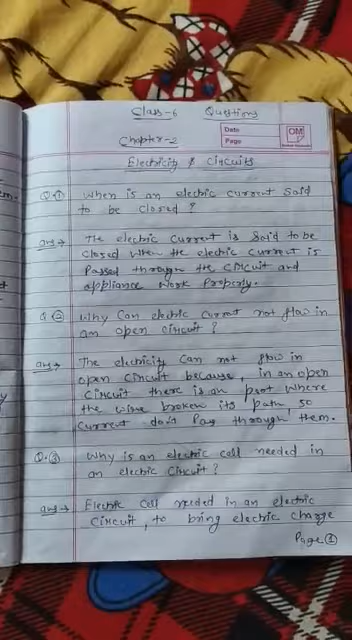 Class-6 Questions
Chapter-2
Date
Page
OM
Electricity & Circuits
Q.① When is an electric current said
to be closed?
ans→ The electric current is said to be
closed when the electric current is
passed through the circuit and
appliance work properly.
Q.② Why can electric current not flow in
an open circuit?
ans→ The electricity can not flow in
open circuit because, in an open
circuit there is an part where
the wire broken its path, so
current don't pass through them.
Q.③ Why is an electric cell needed in
an electric circuit?
ans→ Electric cell needed in an electric
circuit, to bring electric charge
Page ①